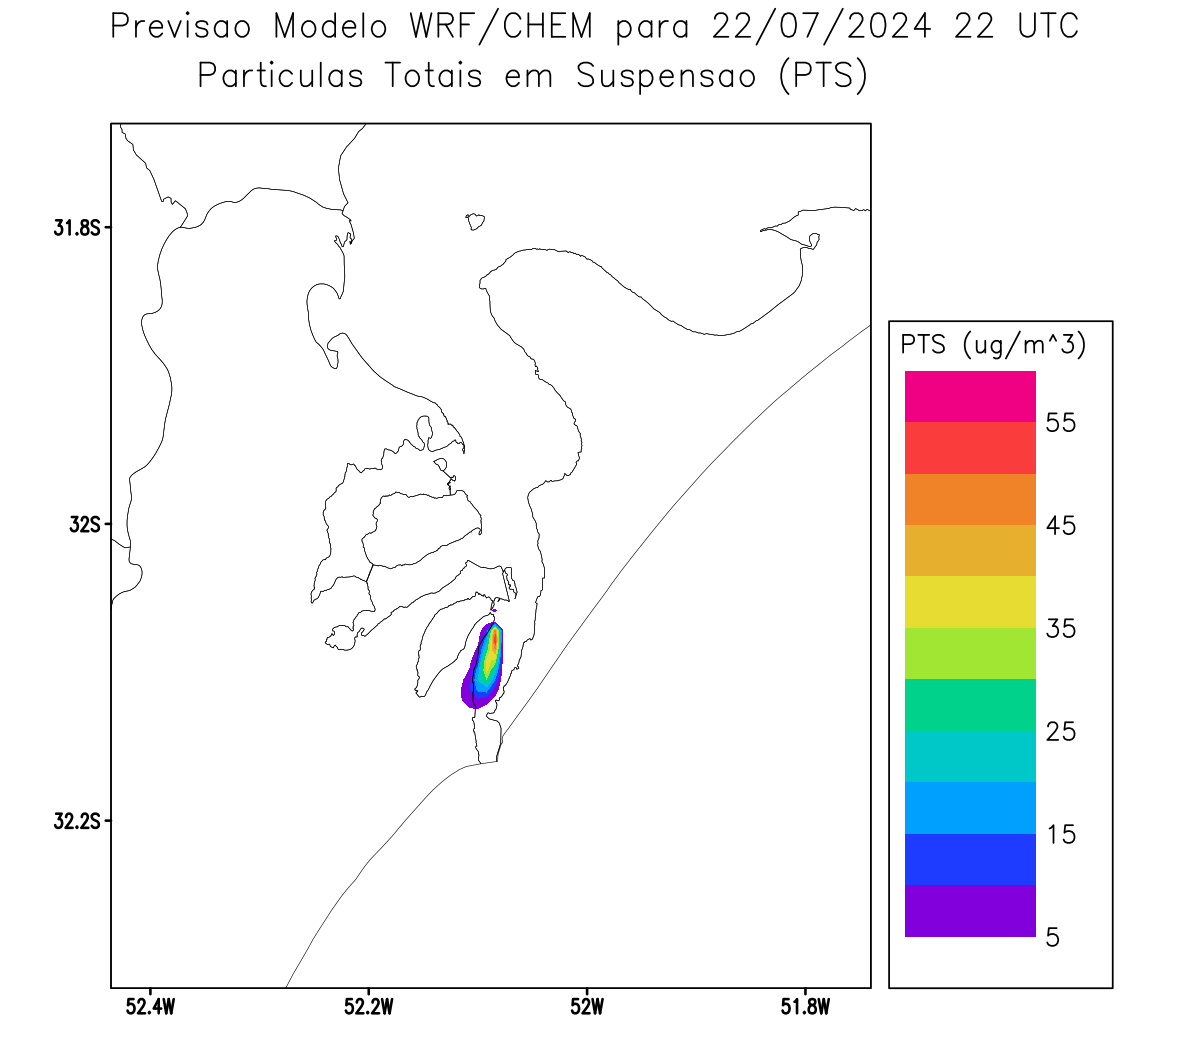 Previsao Modelo WRF/CHEM para 22/07/2024 22 UTC
Particulas Totais em Suspensao (PTS)
31.8S
32S
32.2S
52.4W
52.2W
52W
51.8W
PTS (ug/m^3)
55
45
35
25
15
5